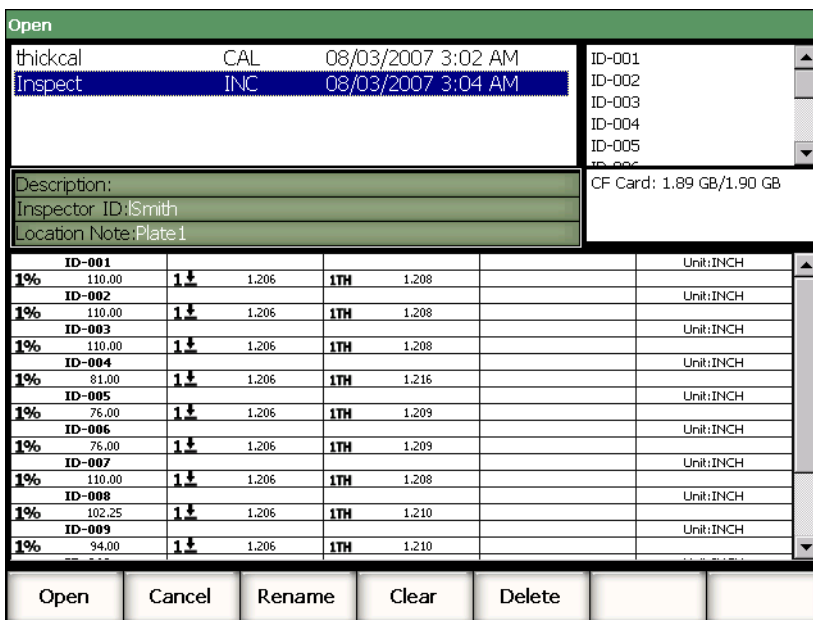 Open
thickcal CAL 08/03/2007 3:02 AM
Inspect INC 08/03/2007 3:04 AM
ID-001
ID-002
ID-003
ID-004
ID-005
Description:
Inspector ID:ISmith
Location Note:Plate1
CF Card: 1.89 GB/1.90 GB
ID-001 Unit:INCH
1% 110.00 1 1.206 1TH 1.208
ID-002 Unit:INCH
1% 110.00 1 1.206 1TH 1.208
ID-003 Unit:INCH
1% 110.00 1 1.206 1TH 1.208
ID-004 Unit:INCH
1% 81.00 1 1.206 1TH 1.216
ID-005 Unit:INCH
1% 76.00 1 1.206 1TH 1.209
ID-006 Unit:INCH
1% 76.00 1 1.206 1TH 1.209
ID-007 Unit:INCH
1% 110.00 1 1.206 1TH 1.208
ID-008 Unit:INCH
1% 102.25 1 1.206 1TH 1.210
ID-009 Unit:INCH
1% 94.00 1 1.206 1TH 1.210
Open Cancel Rename Clear Delete